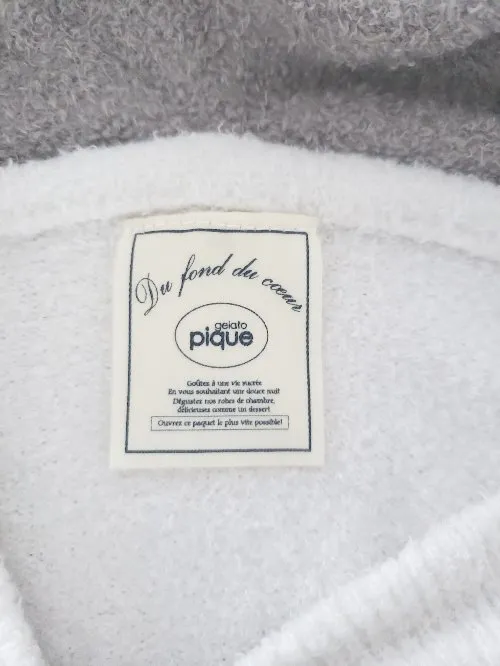 Du fond du cœur
gelato
pique
Goûtez à une vie sucrée
En vous souhaitant une douce nuit
Dégustez nos robes de chambre,
délicieuses comme un dessert
Ouvrez ce paquet le plus vite possible!